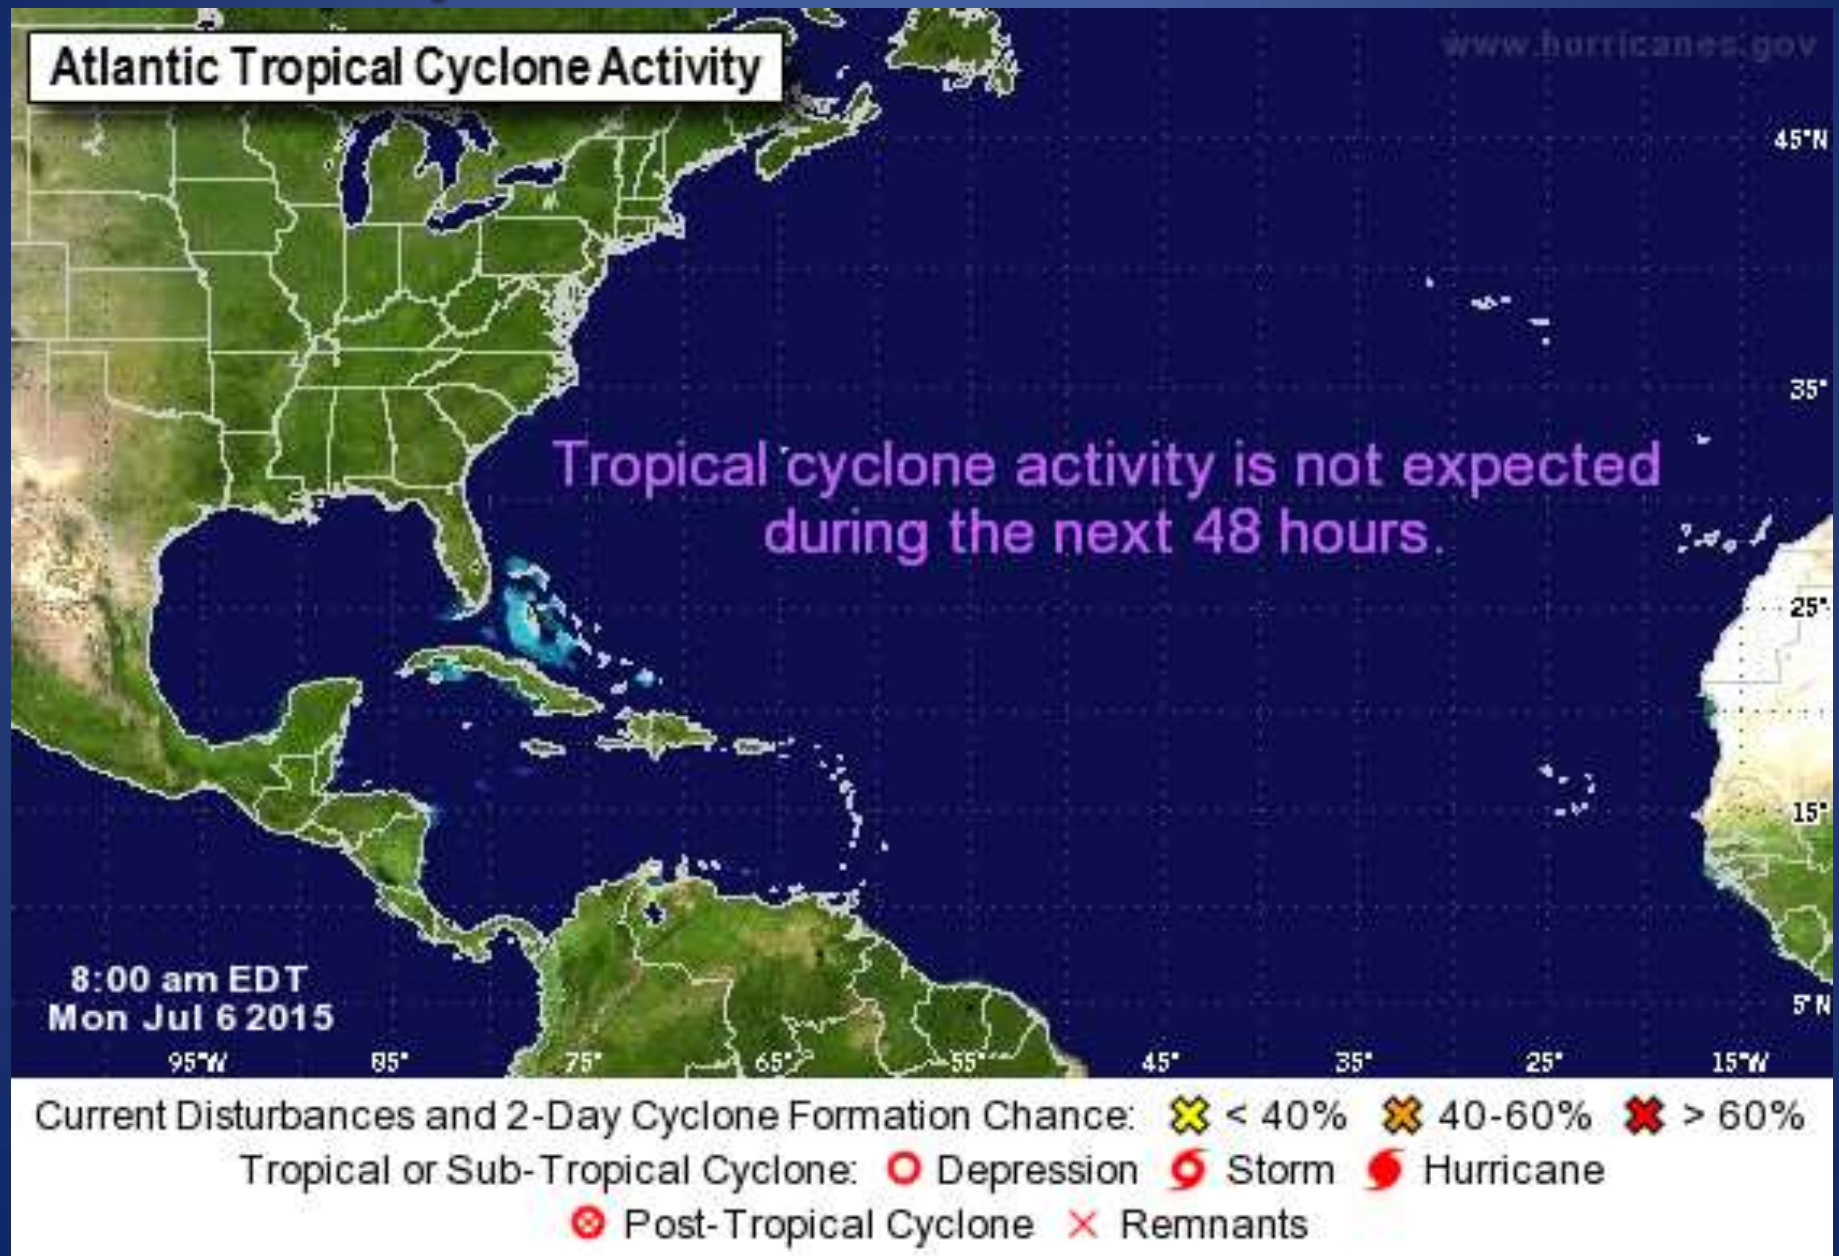 Atlantic Tropical Cyclone Activity
www.hurricanes.gov
45°N
35°
Tropical cyclone activity is not expected
during the next 48 hours.
25°
15°
8:00 am EDT
Mon Jul 6 2015
5°N
95°W 85° 75° 65° 55° 45° 35° 25° 15°W
Current Disturbances and 2-Day Cyclone Formation Chance: < 40% 40-60% > 60%
Tropical or Sub-Tropical Cyclone: Depression Storm Hurricane
Post-Tropical Cyclone Remnants